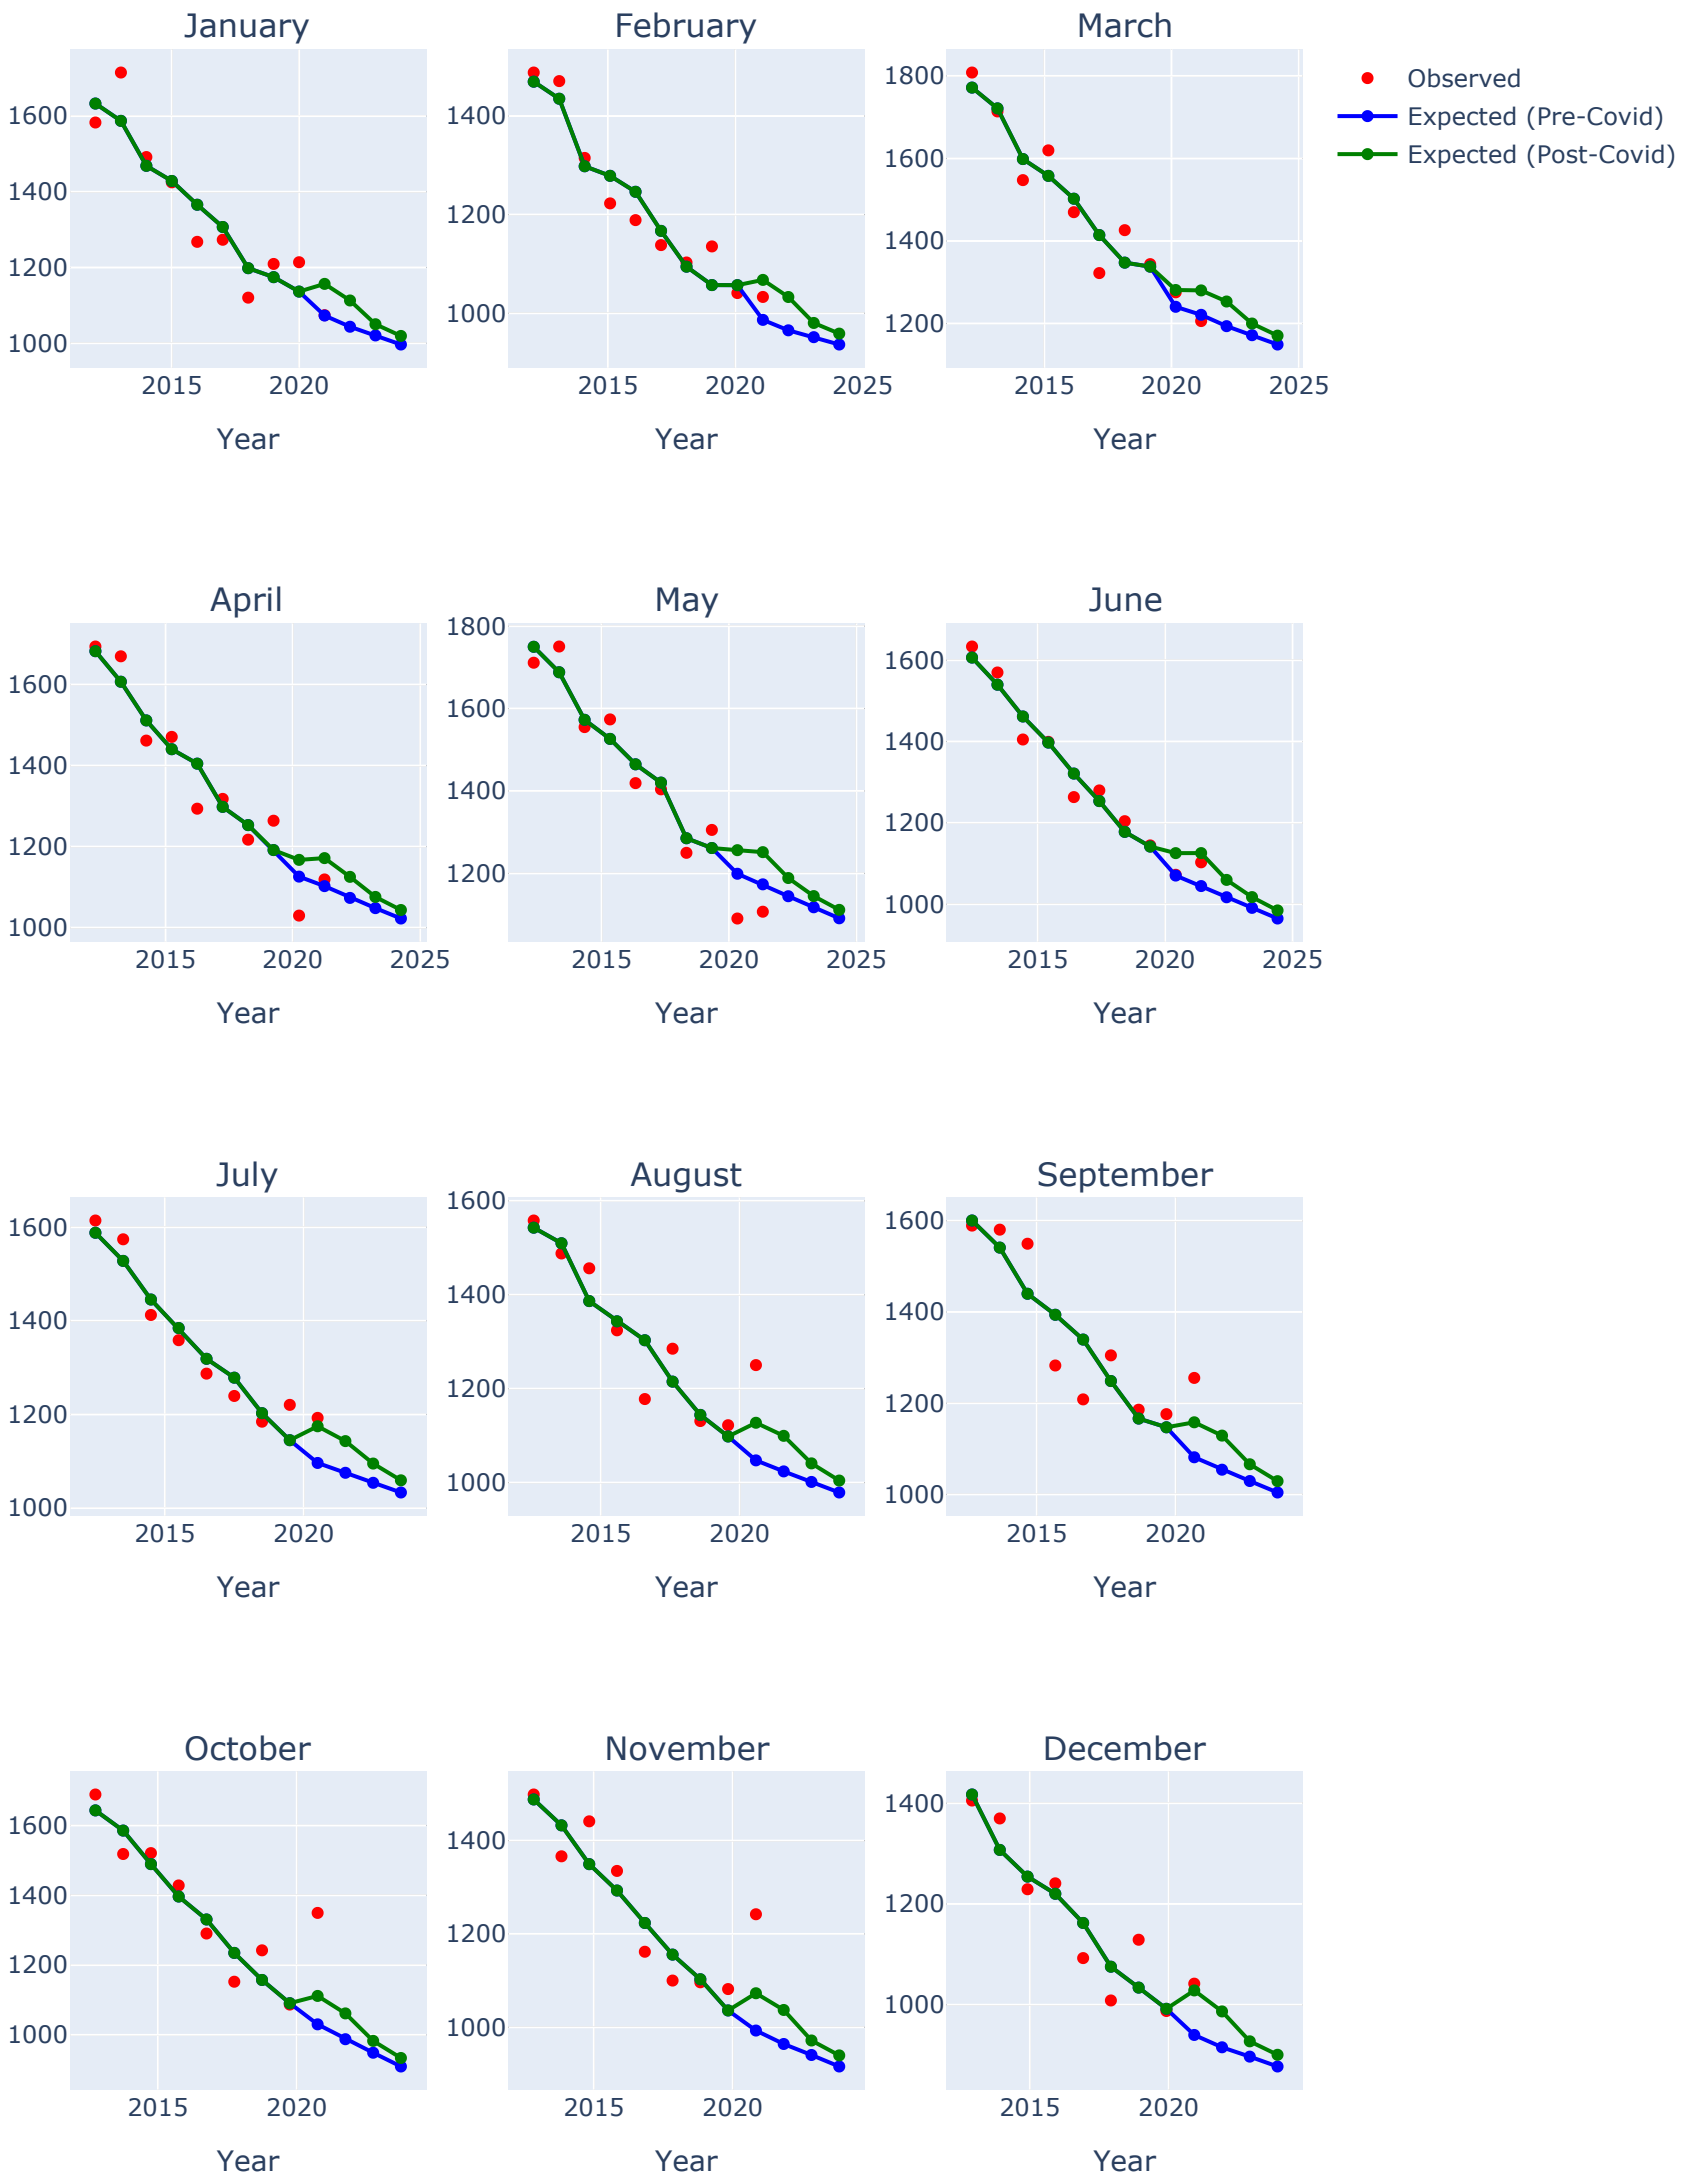 January February March
Observed
Expected (Pre-Covid)
Expected (Post-Covid)
1600
1400
1200
1000
2015 2020
Year
1400
1200
1000
2015 2020 2025
Year
1800
1600
1400
1200
2015 2020 2025
Year
April May June
1600
1400
1200
1000
2015 2020 2025
Year
1800
1600
1400
1200
2015 2020 2025
Year
1600
1400
1200
1000
2015 2020 2025
Year
July August September
1600
1400
1200
1000
2015 2020
Year
1600
1400
1200
1000
2015 2020
Year
1600
1400
1200
1000
2015 2020
Year
October November December
1600
1400
1200
1000
2015 2020
Year
1400
1200
1000
2015 2020
Year
1400
1200
1000
2015 2020
Year